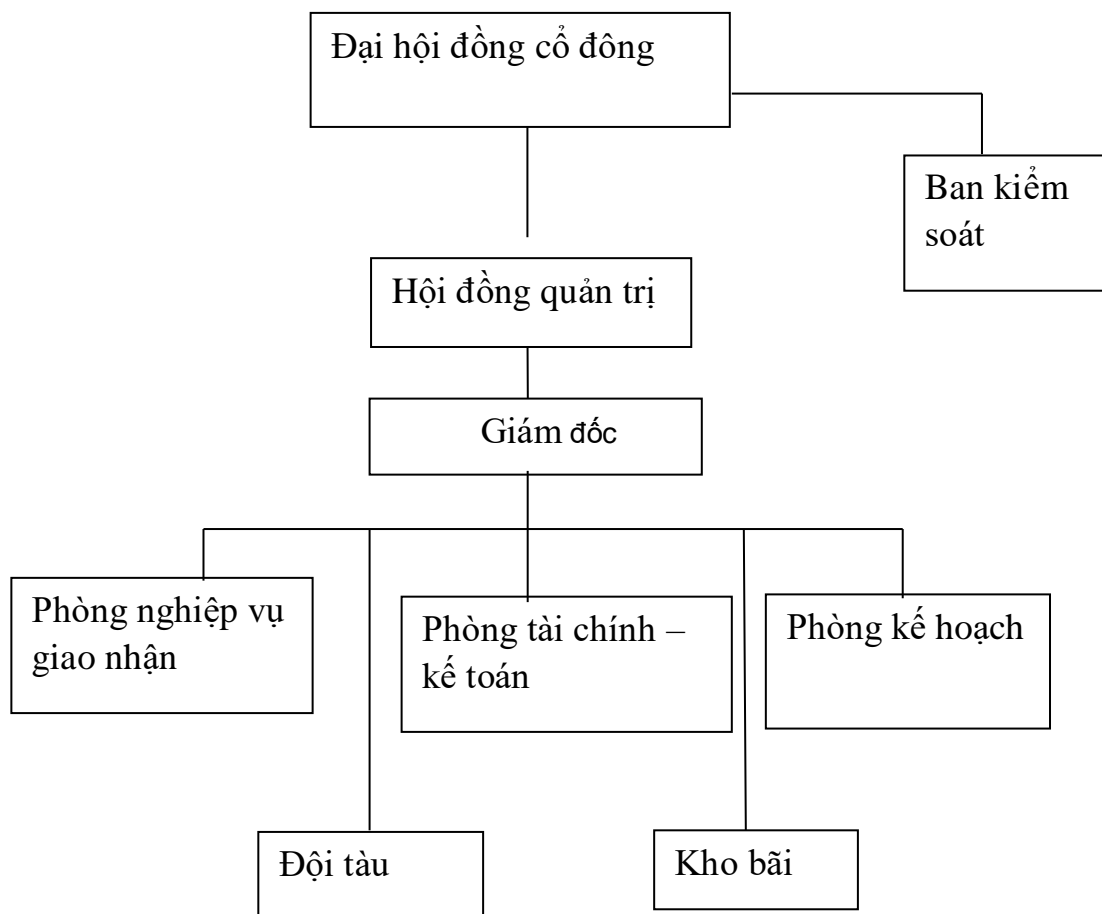 Đại hội đồng cổ đông
Ban kiểm
soát
Hội đồng quản trị
Giám đốc
Phòng nghiệp vụ
giao nhận
Phòng tài chính –
kế toán
Phòng kế hoạch
Đội tàu
Kho bãi